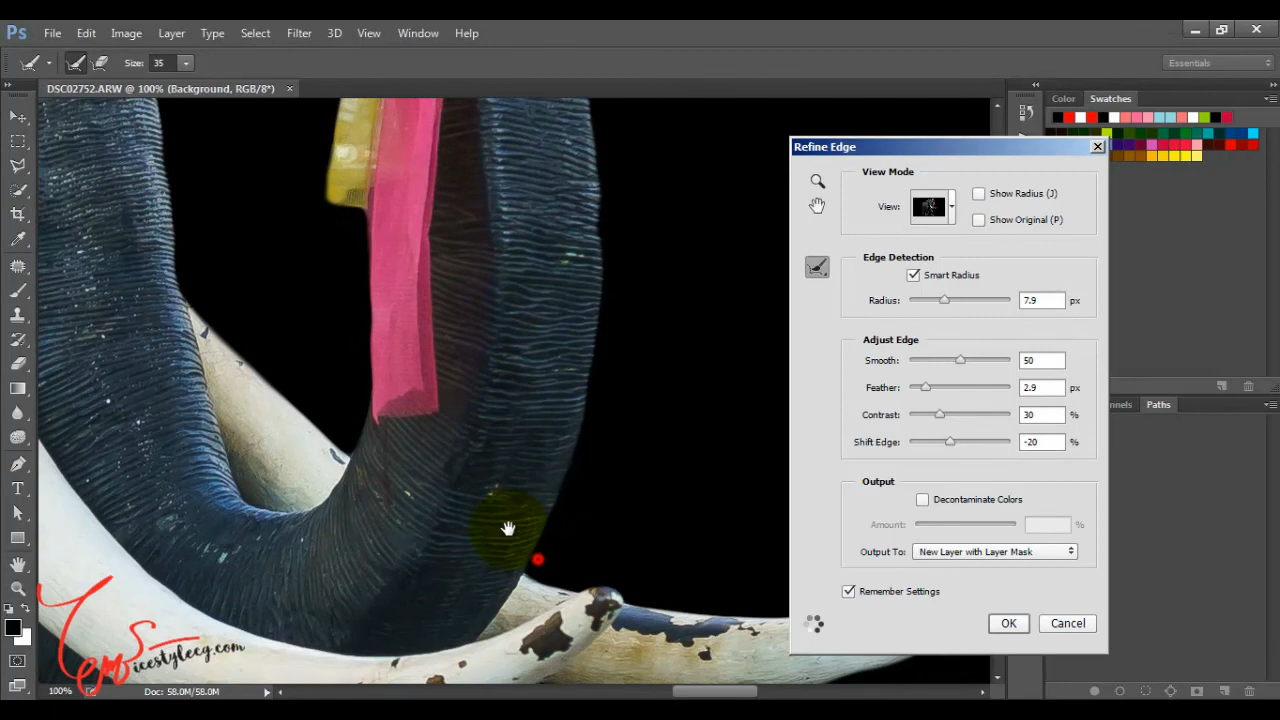 Ps File Edit Image Layer Type Select Filter 3D View Window Help
Size: 35 Essentials
DSC02752.ARW @ 100% (Background, RGB/8*) ×
Color Swatches
Refine Edge
View Mode
View:
Show Radius (J)
Show Original (P)
Edge Detection
Smart Radius
Radius: 7.9 px
Adjust Edge
Smooth: 50
Feather: 2.9 px
Contrast: 30 %
Shift Edge: -20 %
Output
Decontaminate Colors
Amount: %
Output To: New Layer with Layer Mask
Remember Settings
OK Cancel
nnels Paths
icestylecg.com
100% Doc: 58.0M/58.0M